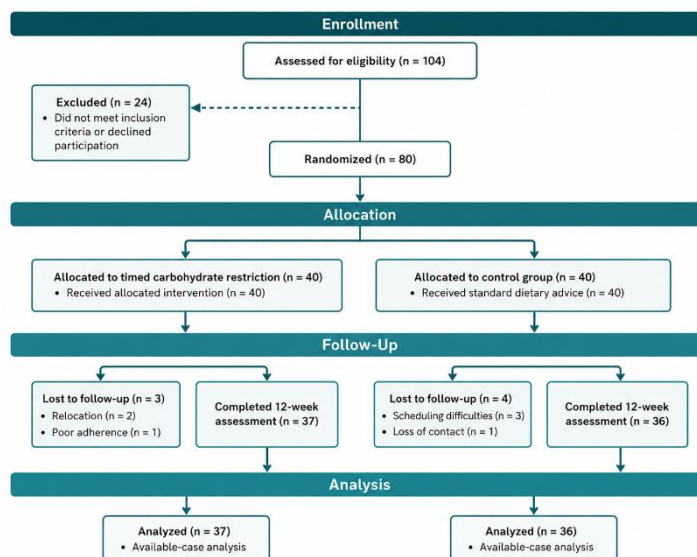 Enrollment
Assessed for eligibility (n = 104)
Excluded (n = 24)
• Did not meet inclusion
criteria or declined
participation
Randomized (n = 80)
Allocation
Allocated to timed carbohydrate restriction (n = 40)
• Received allocated intervention (n = 40)
Allocated to control group (n = 40)
• Received standard dietary advice (n = 40)
Follow-Up
Lost to follow-up (n = 3)
• Relocation (n = 2)
• Poor adherence (n = 1)
Completed 12-week
assessment (n = 37)
Lost to follow-up (n = 4)
• Scheduling difficulties (n = 3)
• Loss of contact (n = 1)
Completed 12-week
assessment (n = 36)
Analysis
Analyzed (n = 37)
• Available-case analysis
Analyzed (n = 36)
• Available-case analysis